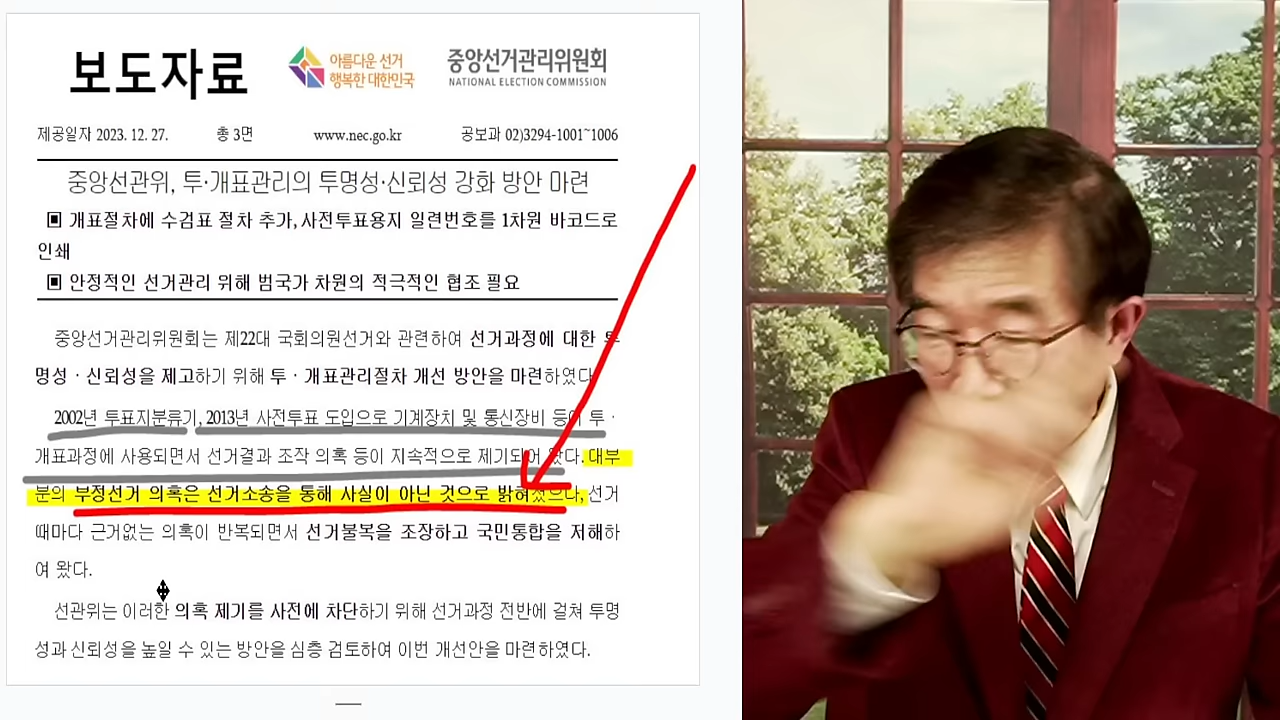 보도자료
아름다운 선거
행복한 대한민국
중앙선거관리위원회
NATIONAL ELECTION COMMISSION
제공일자 2023. 12. 27. 총 3면 www.nec.go.kr 공보과 02)3294-1001~1006
중앙선관위, 투·개표관리의 투명성·신뢰성 강화 방안 마련
▣ 개표절차에 수검표 절차 추가, 사전투표용지 일련번호를 1차원 바코드로
인쇄
▣ 안정적인 선거관리 위해 범국가 차원의 적극적인 협조 필요
중앙선거관리위원회는 제22대 국회의원선거와 관련하여 선거과정에 대한 투
명성·신뢰성을 제고하기 위해 투·개표관리절차 개선 방안을 마련하였다.
2002년 투표지분류기, 2013년 사전투표 도입으로 기계장치 및 통신장비 등이 투·
개표과정에 사용되면서 선거결과 조작 의혹 등이 지속적으로 제기되어 왔다. 대부
분의 부정선거 의혹은 선거소송을 통해 사실이 아닌 것으로 밝혀졌으나, 선거
때마다 근거없는 의혹이 반복되면서 선거불복을 조장하고 국민통합을 저해하
여 왔다.
선관위는 이러한 의혹 제기를 사전에 차단하기 위해 선거과정 전반에 걸쳐 투명
성과 신뢰성을 높일 수 있는 방안을 심층 검토하여 이번 개선안을 마련하였다.